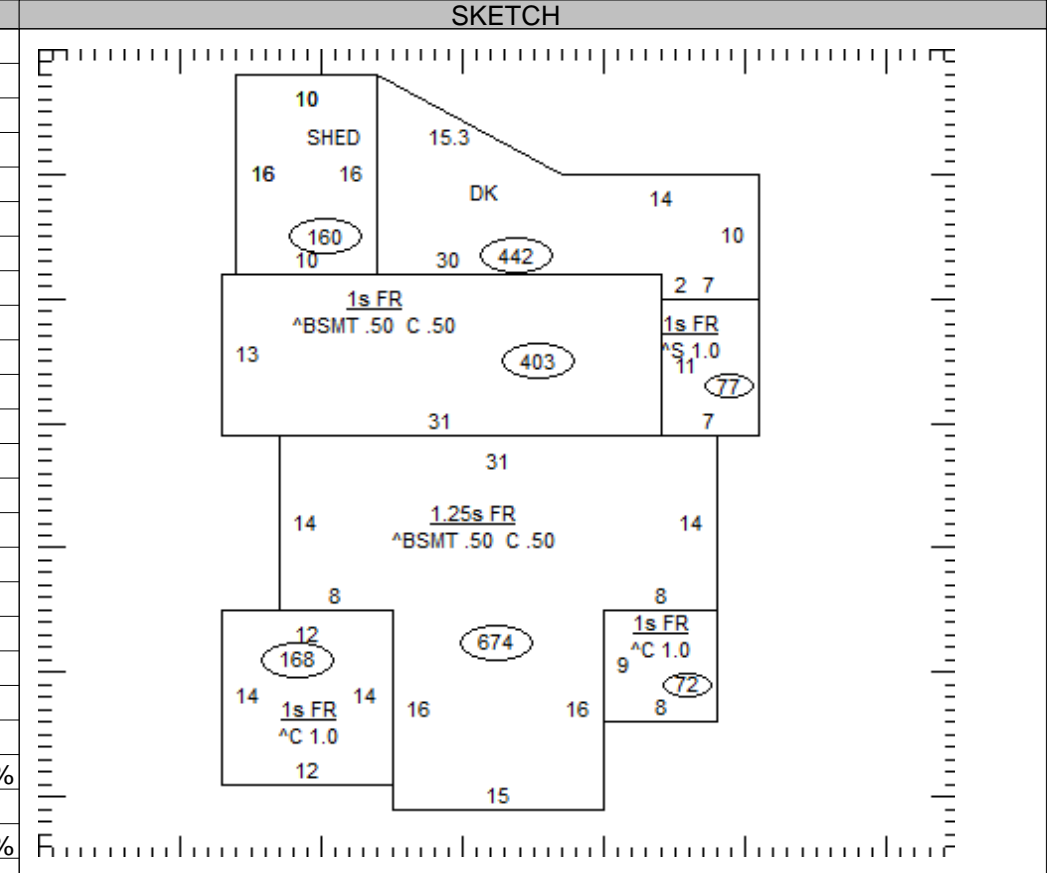 SKETCH
10
SHED
15.3
16 16
DK
14
160
10
10
30
442
2 7
1s FR
^BSMT .50 C .50
13
403
31
1s FR
^S 1.0
11
77
7
31
1.25s FR
^BSMT .50 C .50
14 14
8 8
12
168
14 14
1s FR
^C 1.0
12
674
16 16
15
1s FR
^C 1.0
9
72
8
%
%